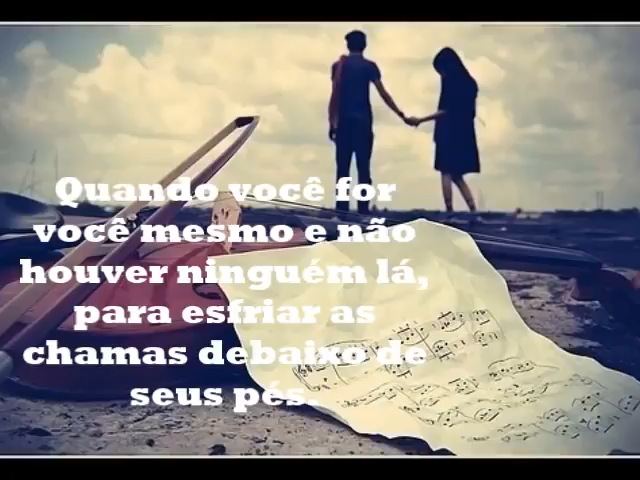 Quando você for
você mesmo e não
houver ninguém lá,
para esfriar as
chamas debaixo de
seus pés.